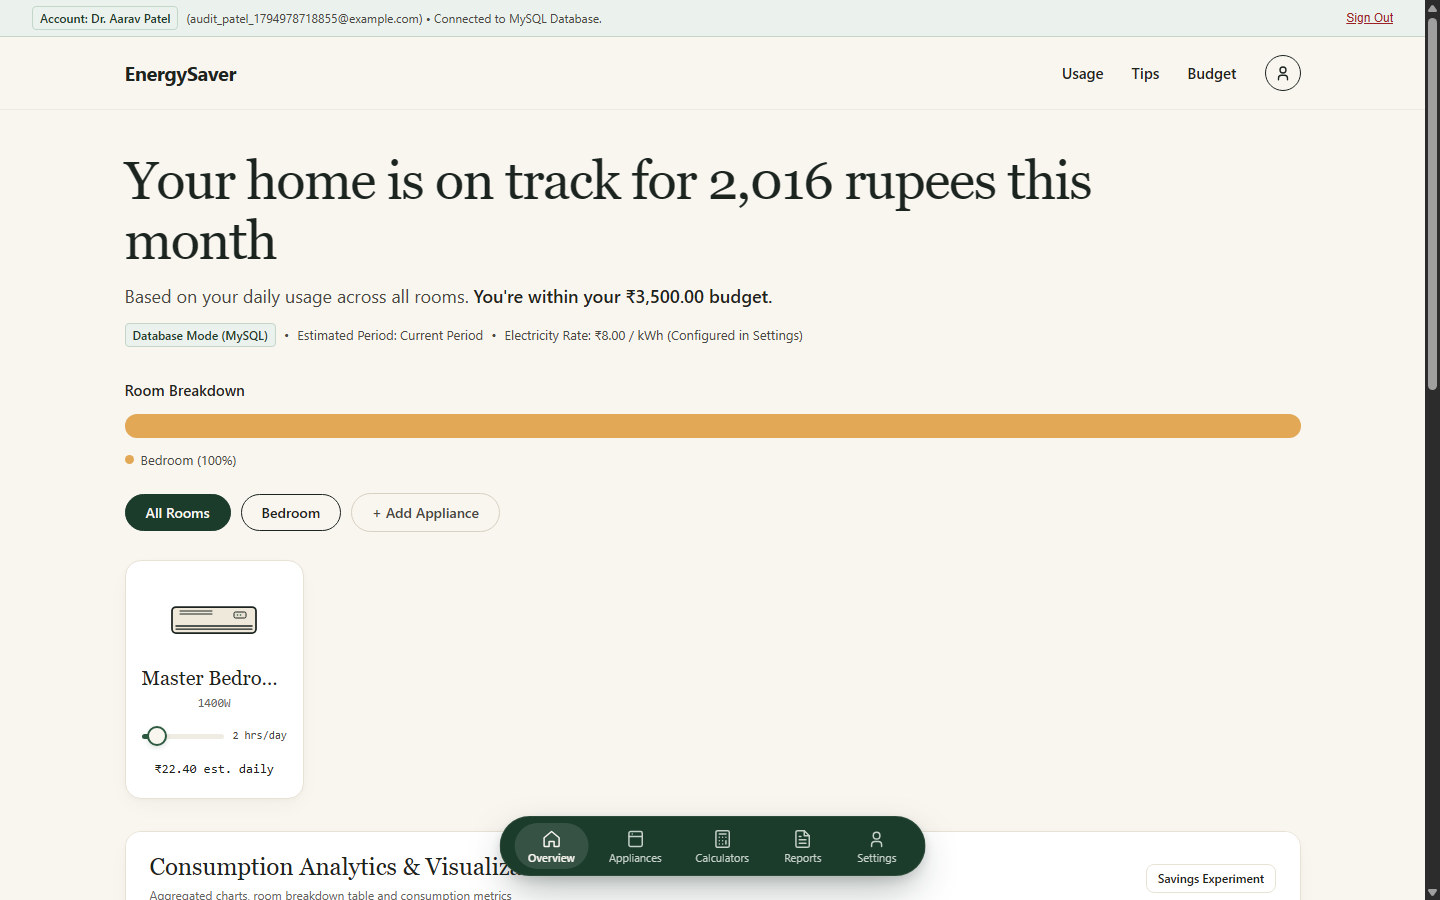 Account: Dr. Aarav Patel (audit_patel_1794978718855@example.com) • Connected to MySQL Database. Sign Out
EnergySaver Usage Tips Budget
Your home is on track for 2,016 rupees this
month
Based on your daily usage across all rooms. You're within your ₹3,500.00 budget.
Database Mode (MySQL) • Estimated Period: Current Period • Electricity Rate: ₹8.00 / kWh (Configured in Settings)
Room Breakdown
Bedroom (100%)
All Rooms Bedroom + Add Appliance
Master Bedro...
1400W
2 hrs/day
₹22.40 est. daily
Consumption Analytics & Visualiza
Aggregated charts, room breakdown table and consumption metrics
Savings Experiment
Overview Appliances Calculators Reports Settings